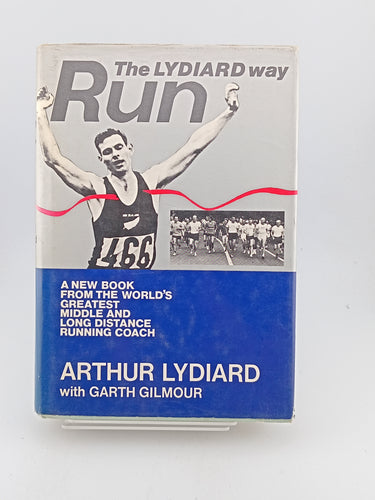 The LYDIARD way
Run
466
A NEW BOOK
FROM THE WORLD'S
GREATEST
MIDDLE AND
LONG DISTANCE
RUNNING COACH
ARTHUR LYDIARD
with GARTH GILMOUR